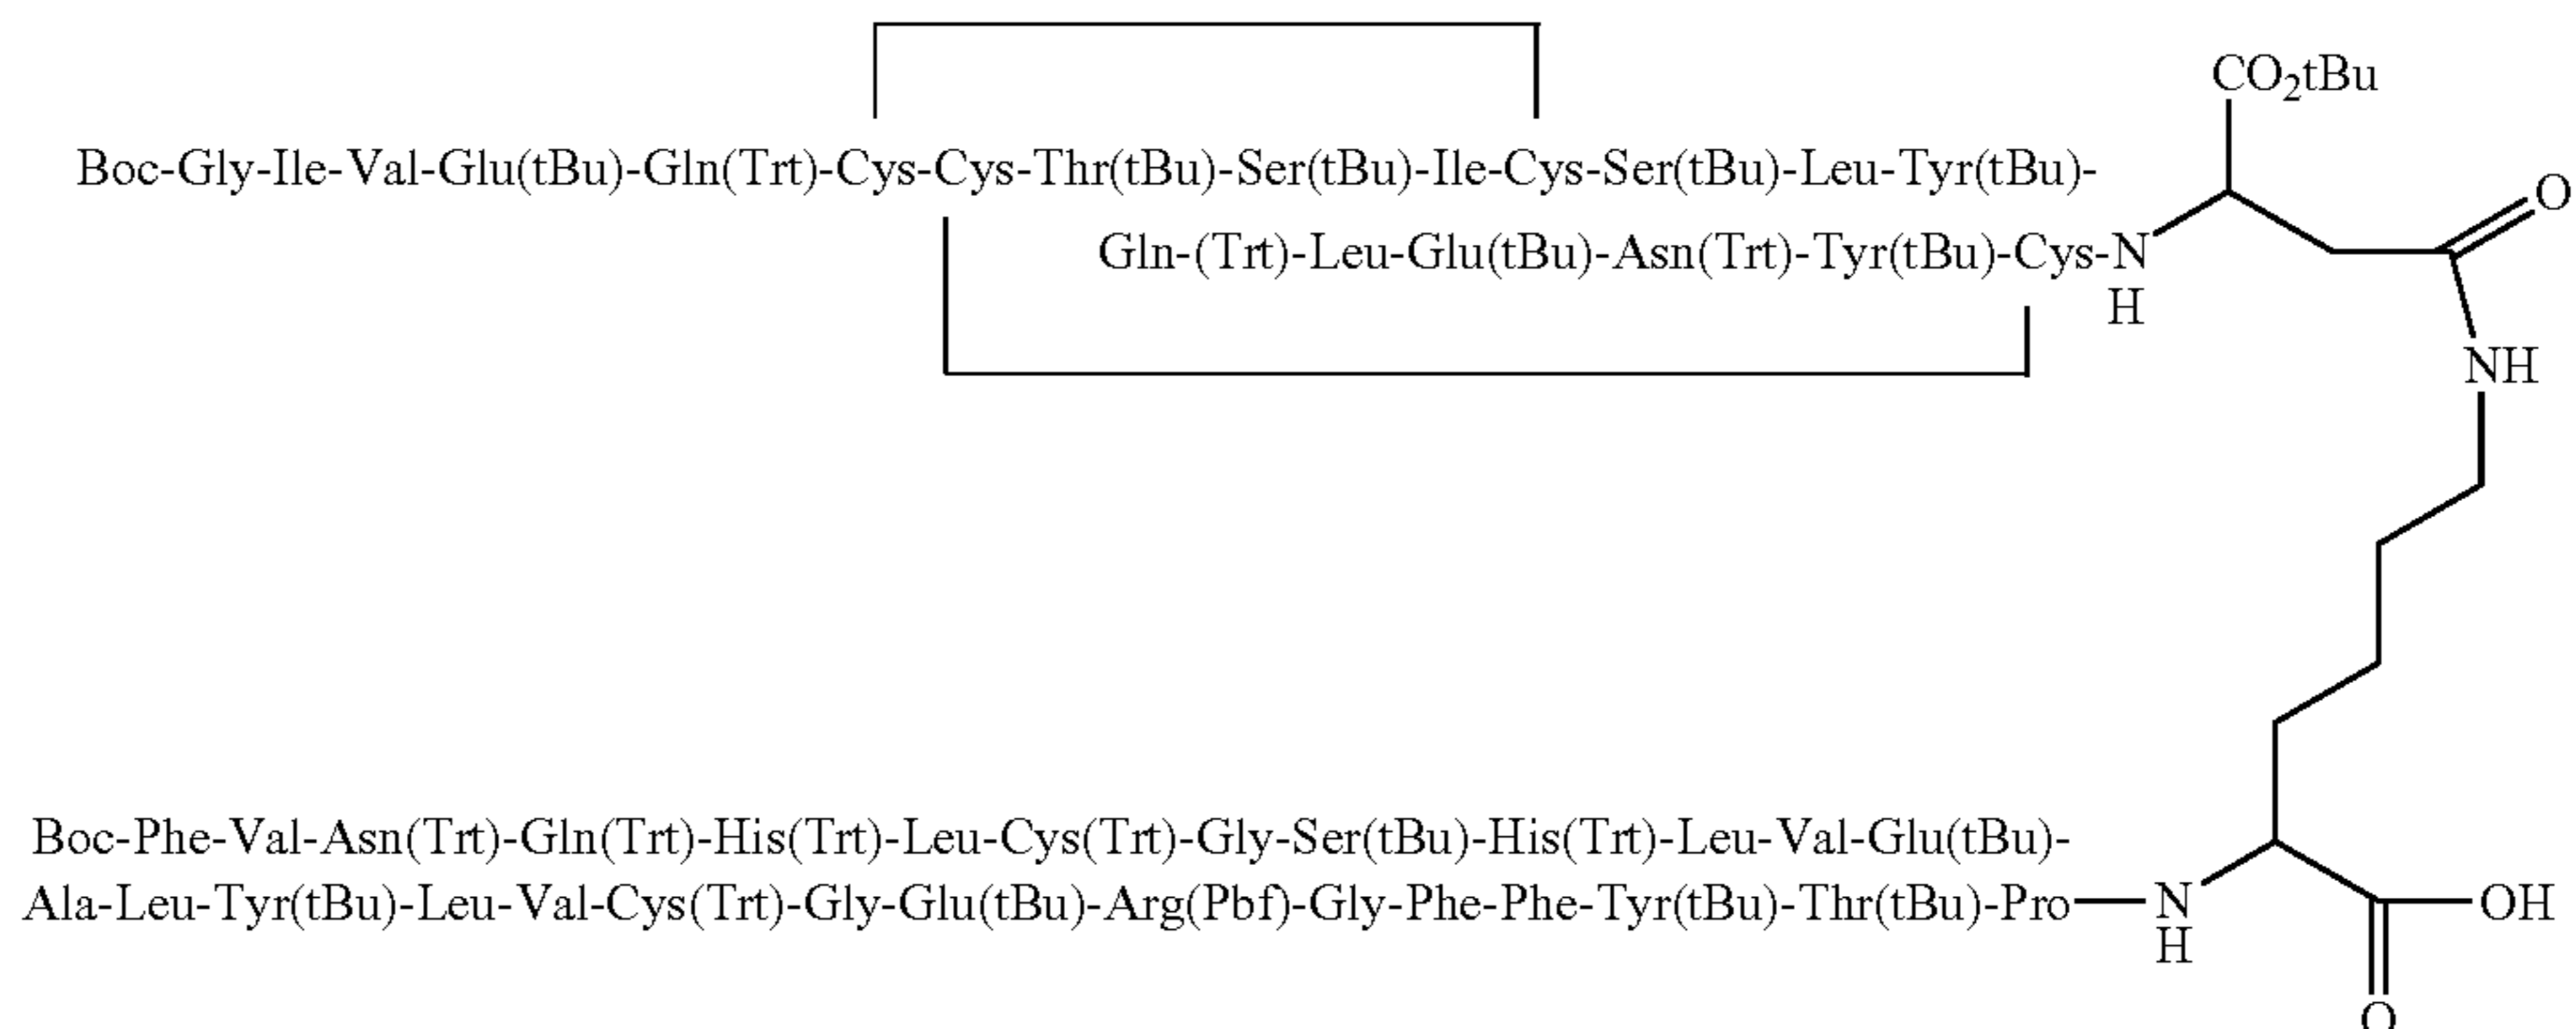 CO₂tBu
Boc-Gly-Ile-Val-Glu(tBu)-Gln(Trt)-Cys-Cys-Thr(tBu)-Ser(tBu)-Ile-Cys-Ser(tBu)-Leu-Tyr(tBu)-
O
Gln-(Trt)-Leu-Glu(tBu)-Asn(Trt)-Tyr(tBu)-Cys-N
H
NH
Boc-Phe-Val-Asn(Trt)-Gln(Trt)-His(Trt)-Leu-Cys(Trt)-Gly-Ser(tBu)-His(Trt)-Leu-Val-Glu(tBu)-
Ala-Leu-Tyr(tBu)-Leu-Val-Cys(Trt)-Gly-Glu(tBu)-Arg(Pbf)-Gly-Phe-Phe-Tyr(tBu)-Thr(tBu)-Pro—N OH
H
O